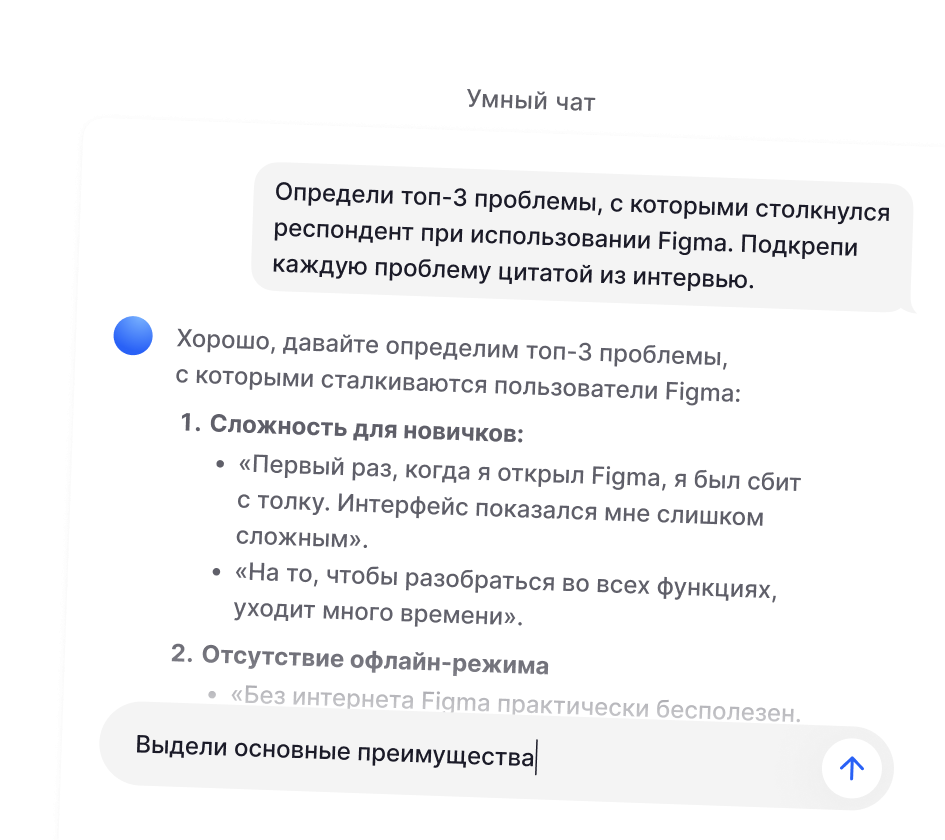 Умный чат
Определи топ-3 проблемы, с которыми столкнулся
респондент при использовании Figma. Подкрепи
каждую проблему цитатой из интервью.
Хорошо, давайте определим топ-3 проблемы,
с которыми сталкиваются пользователи Figma:
1. Сложность для новичков:
• «Первый раз, когда я открыл Figma, я был сбит
с толку. Интерфейс показался мне слишком
сложным».
• «На то, чтобы разобраться во всех функциях,
уходит много времени».
2. Отсутствие офлайн-режима
• «Без интернета Figma практически бесполезен.
Выдели основные преимущества